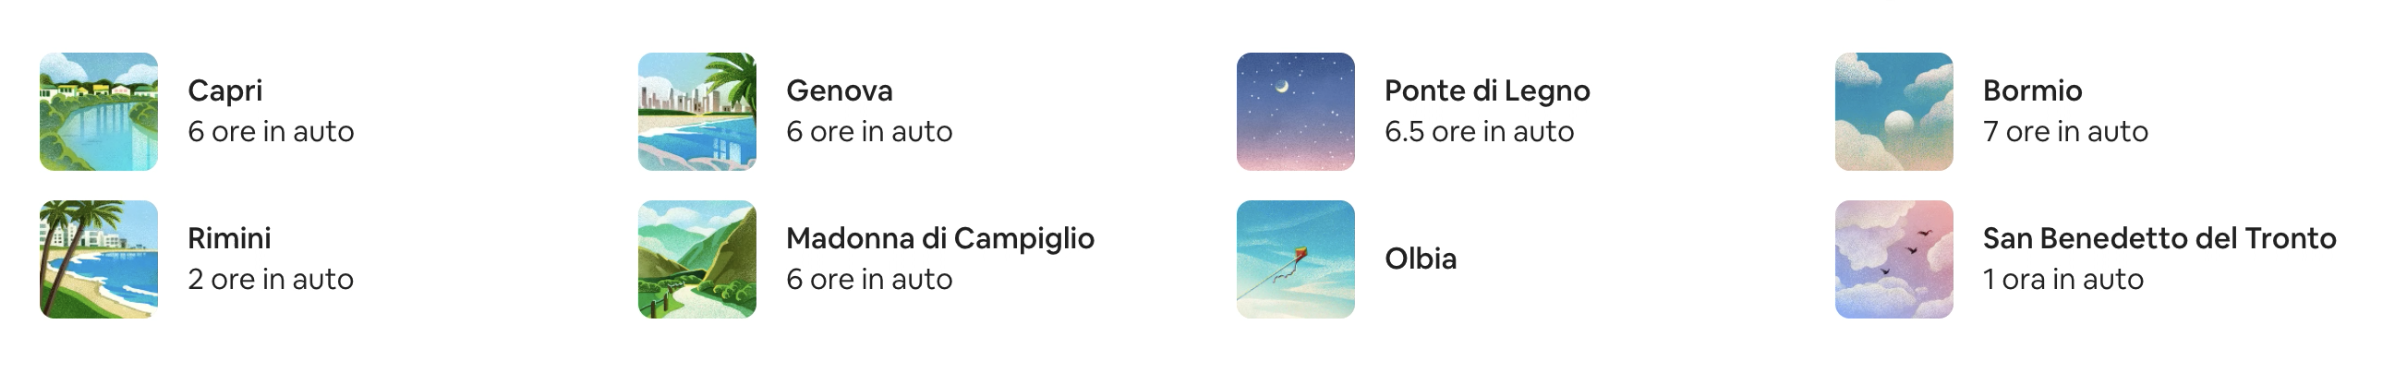 Capri
6 ore in auto
Genova
6 ore in auto
Ponte di Legno
6.5 ore in auto
Bormio
7 ore in auto
Rimini
2 ore in auto
Madonna di Campiglio
6 ore in auto
Olbia
San Benedetto del Tronto
1 ora in auto